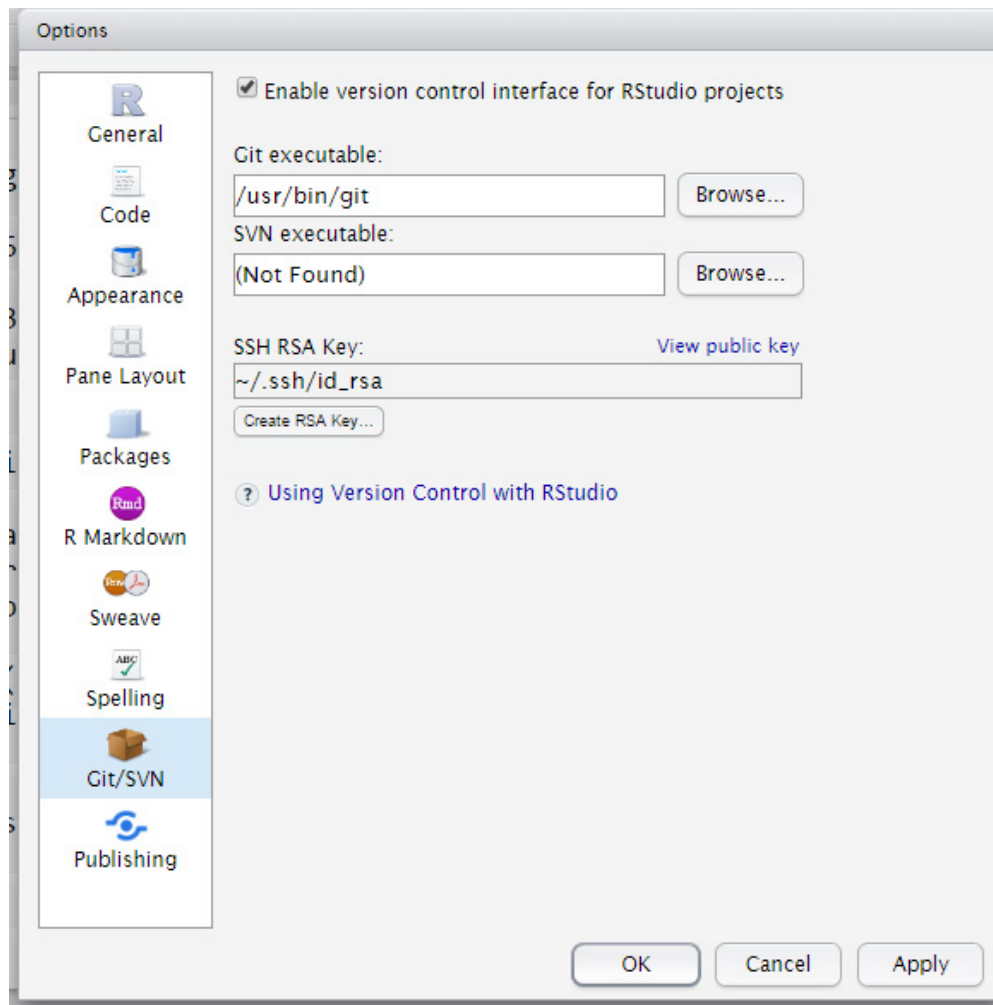 Options
General
Code
Appearance
Pane Layout
Packages
Rmd
R Markdown
Sweave
ABC
Spelling
Git/SVN
Publishing
Enable version control interface for RStudio projects
Git executable:
/usr/bin/git
Browse...
SVN executable:
(Not Found)
Browse...
SSH RSA Key:
View public key
~/.ssh/id_rsa
Create RSA Key...
? Using Version Control with RStudio
OK
Cancel
Apply